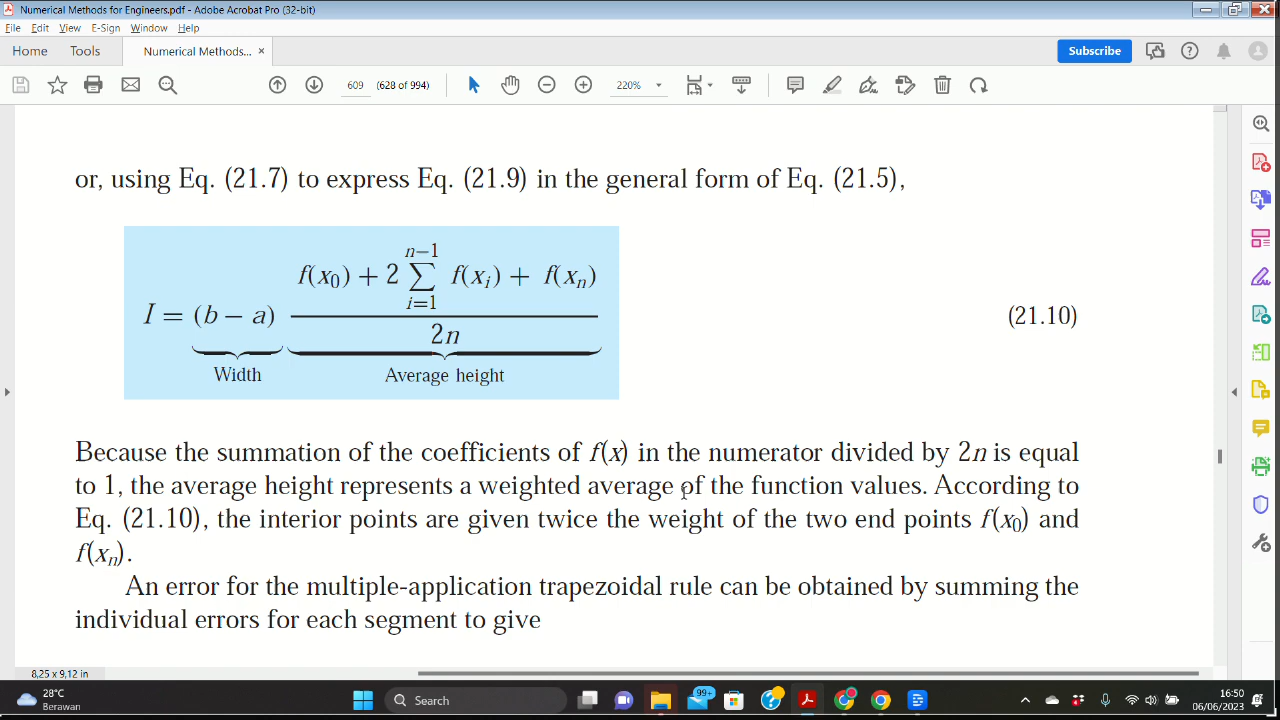 Numerical Methods for Engineers.pdf - Adobe Acrobat Pro (32-bit)
File Edit View E-Sign Window Help
Home Tools Numerical Methods... × Subscribe
609 (628 of 994) 220%
or, using Eq. (21.7) to express Eq. (21.9) in the general form of Eq. (21.5),
n−1
f(x₀) + 2 ∑ f(xᵢ) + f(xₙ)
i=1
I = (b − a) (21.10)
2n
Width Average height
Because the summation of the coefficients of f(x) in the numerator divided by 2n is equal
to 1, the average height represents a weighted average of the function values. According to
Eq. (21.10), the interior points are given twice the weight of the two end points f(x₀) and
f(xₙ).
An error for the multiple-application trapezoidal rule can be obtained by summing the
individual errors for each segment to give
8,25 x 9,12 in
28°C
Berawan
Search
99+
16:50
06/06/2023